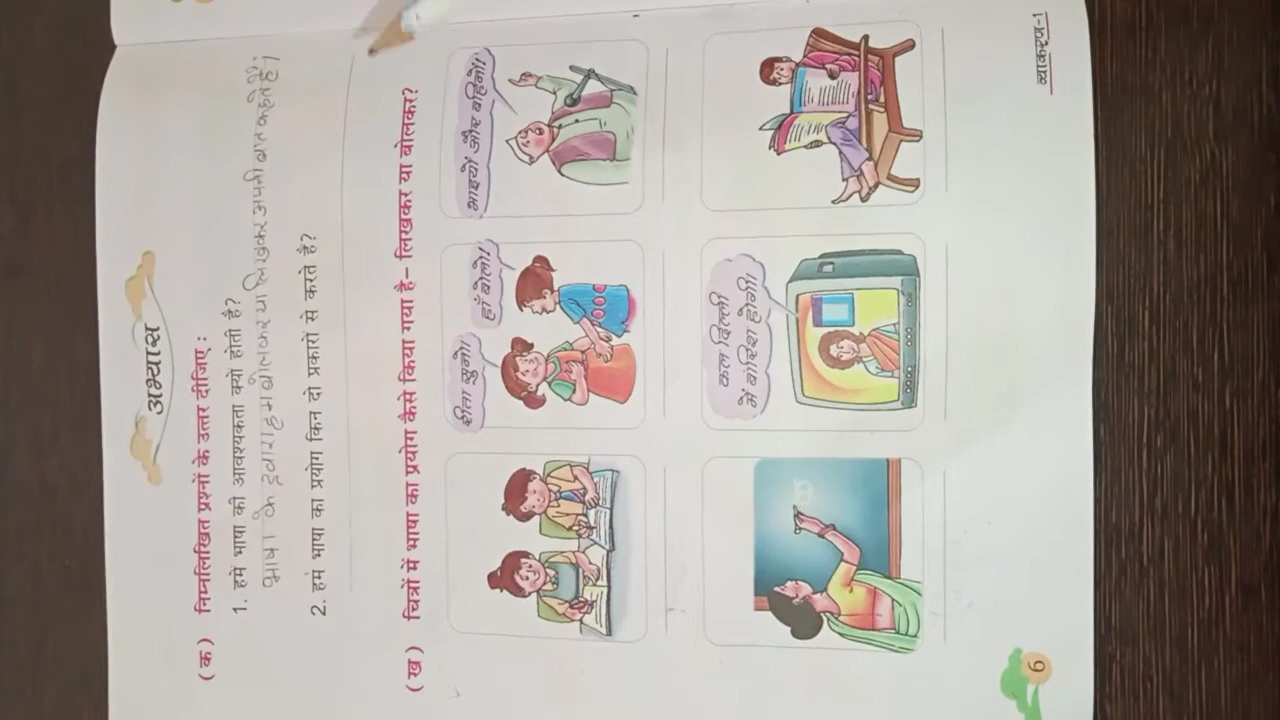 अभ्यास
(क) निम्नलिखित प्रश्नों के उत्तर दीजिए :
1. हमें भाषा की आवश्यकता क्यों होती है?
भाषा के द्वारा हम बोलकर या लिखकर अपनी बात कहते हैं।
2. हम भाषा का प्रयोग किन दो प्रकारों से करते हैं?
(ख) चित्रों में भाषा का प्रयोग कैसे किया गया है– लिखकर या बोलकर?
सुनो!
हाँ बोलो!
भाइयों और बहिनों!
कल दिल्ली
में बारिश होगी।
6
व्याकरण-1